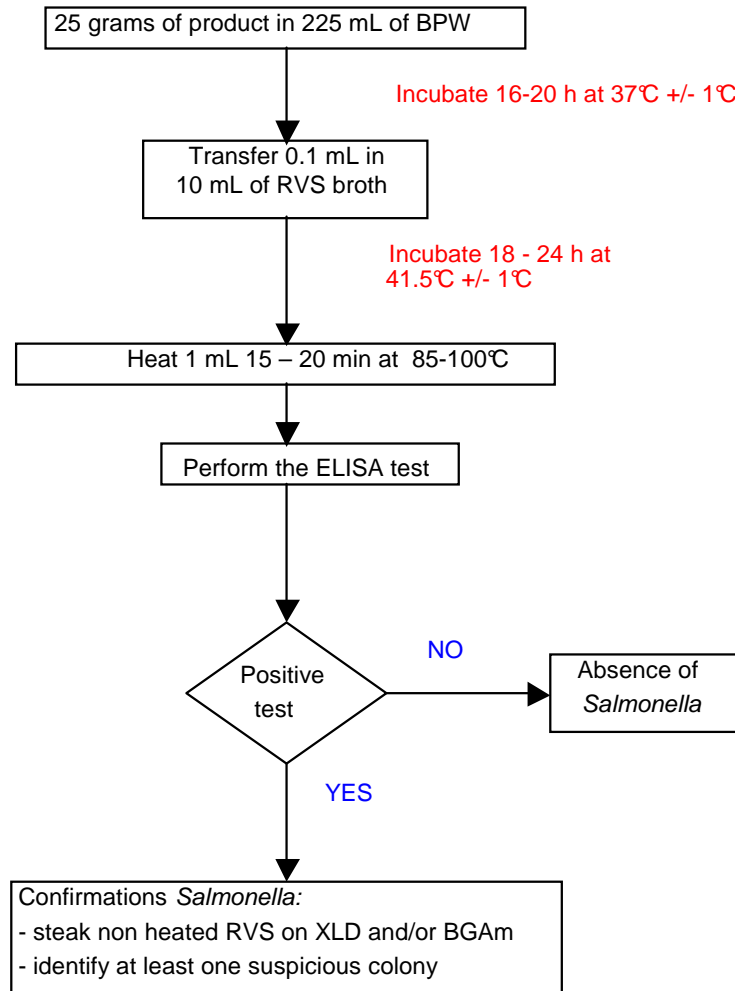 25 grams of product in 225 mL of BPW
Incubate 16-20 h at 37°C +/- 1°C
Transfer 0.1 mL in
10 mL of RVS broth
Incubate 18 - 24 h at
41.5°C +/- 1°C
Heat 1 mL 15 – 20 min at 85-100°C
Perform the ELISA test
Positive
test
NO
Absence of
Salmonella
YES
Confirmations Salmonella:
- steak non heated RVS on XLD and/or BGAm
- identify at least one suspicious colony